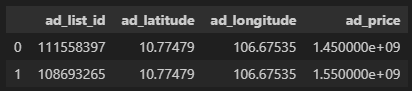 ad_list_id ad_latitude ad_longitude ad_price
0 111558397 10.77479 106.67535 1.450000e+09
1 108693265 10.77479 106.67535 1.550000e+09